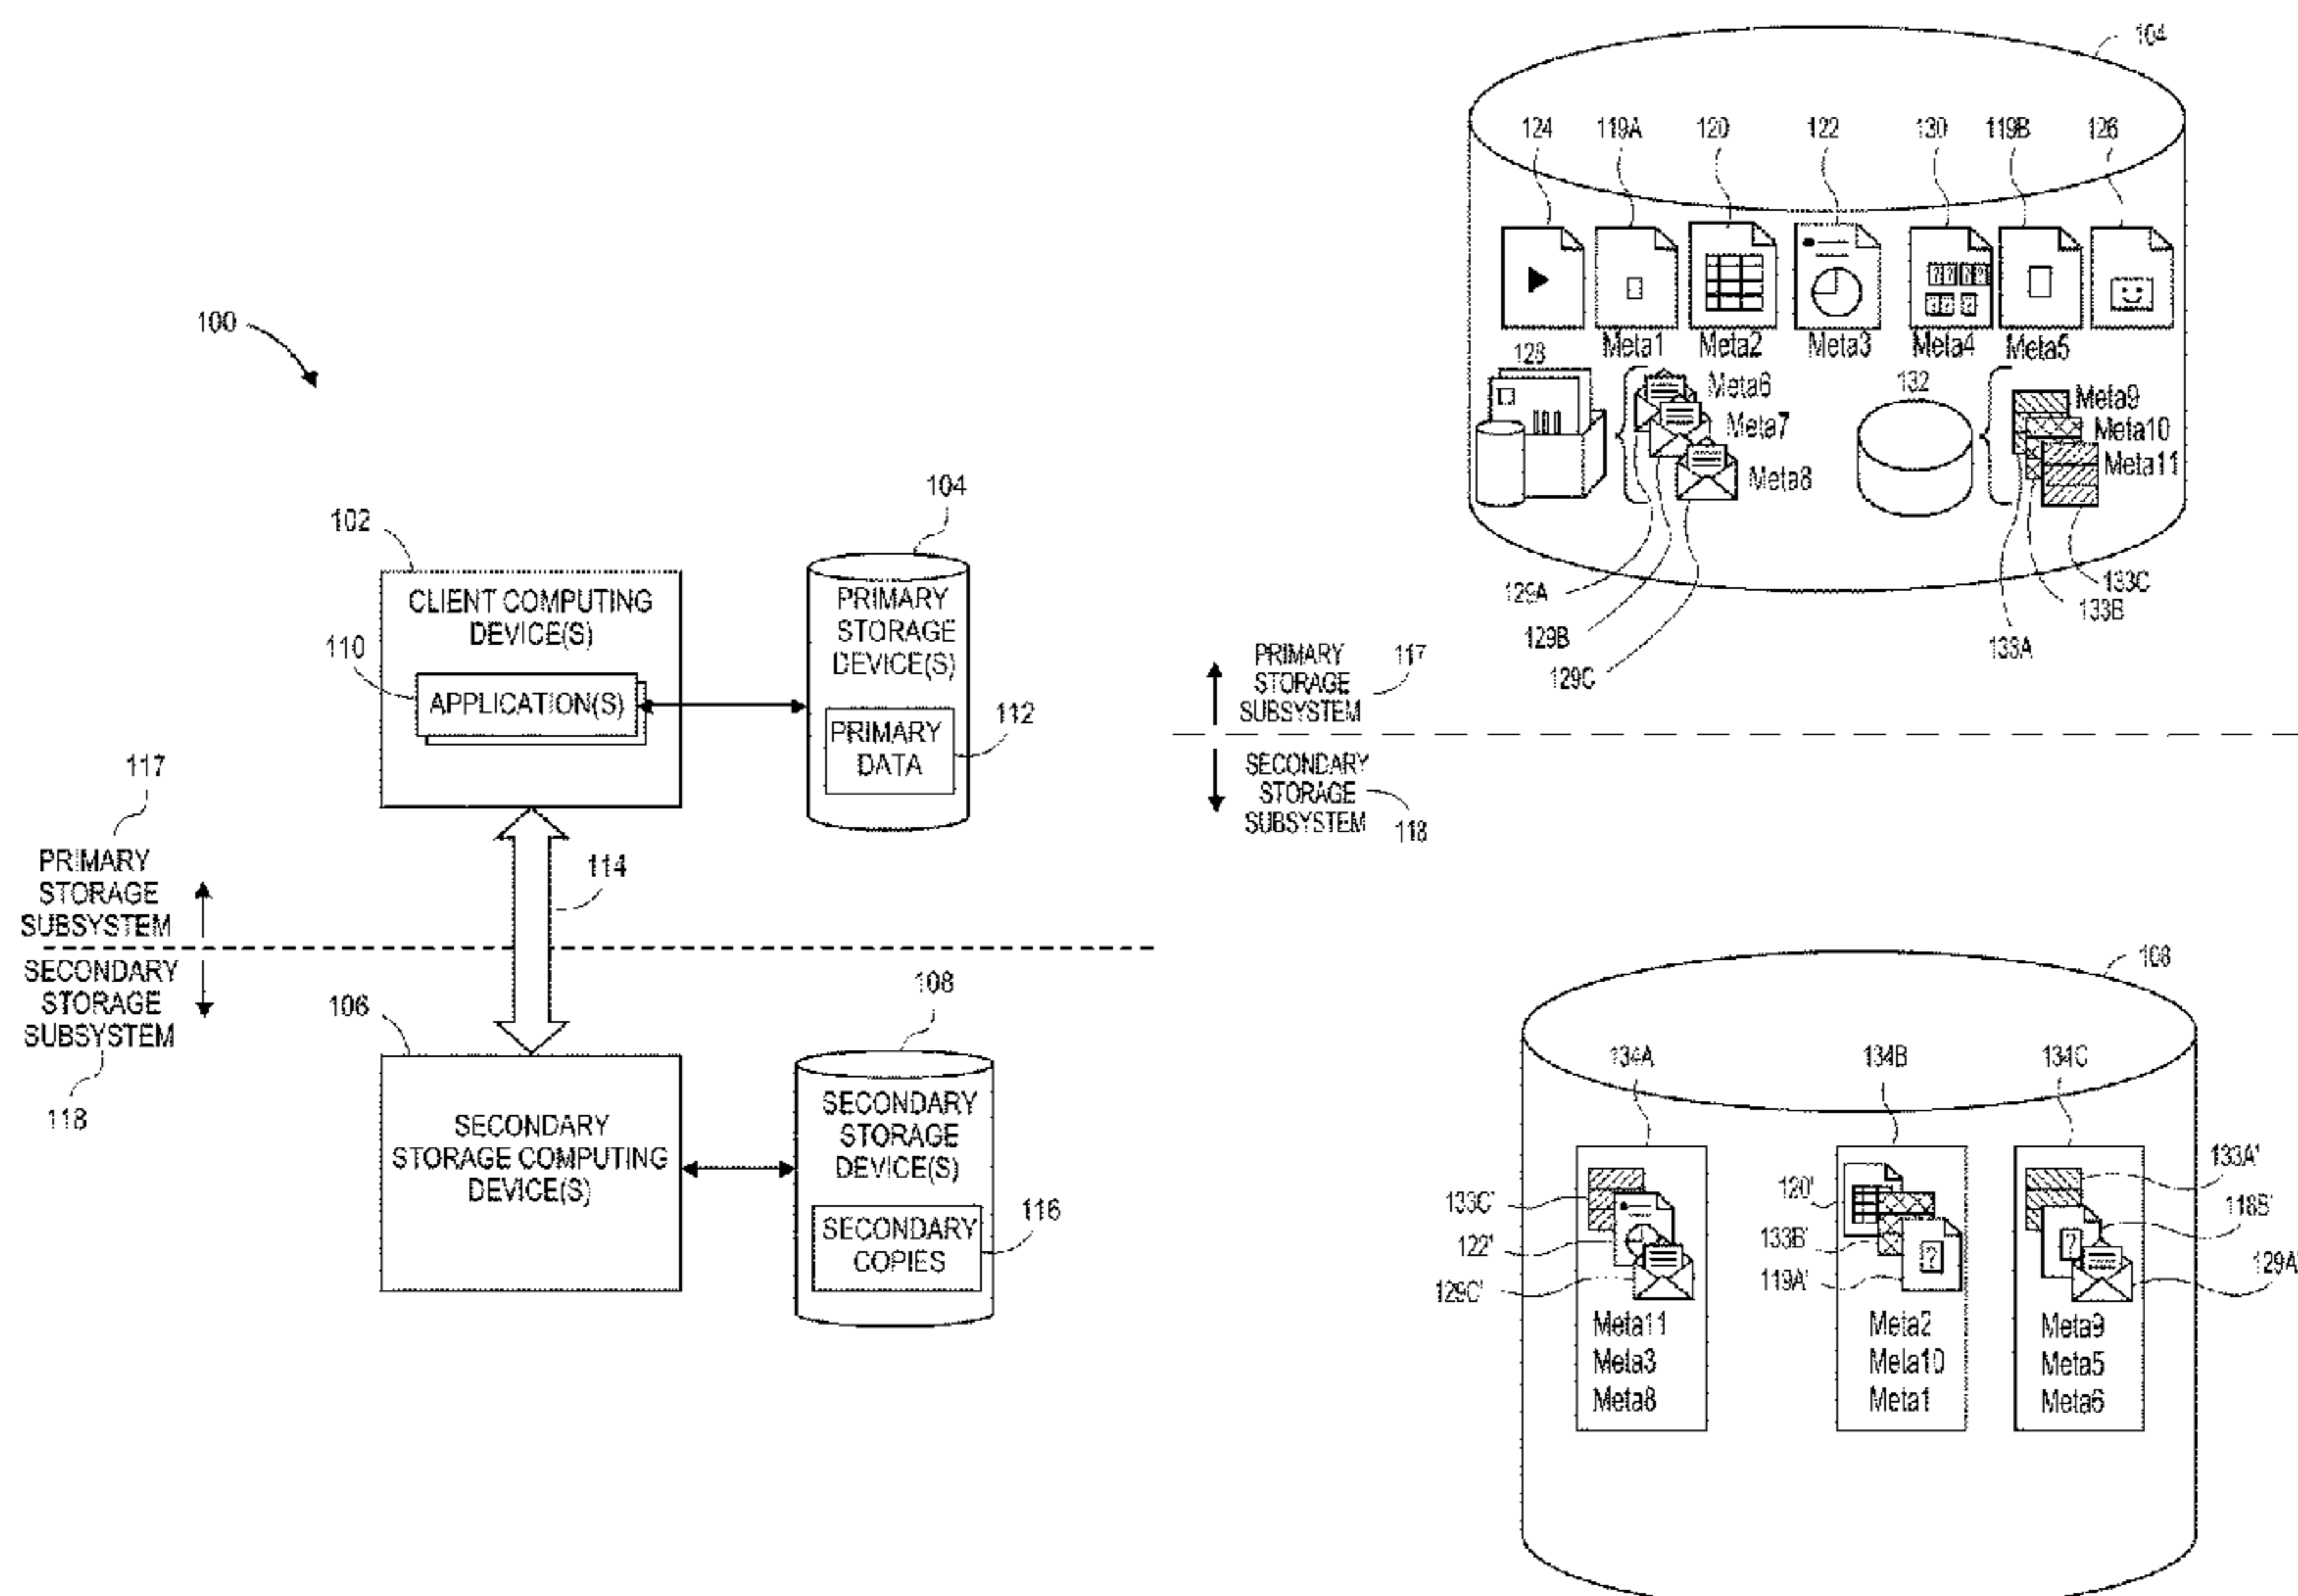 100
102
CLIENT COMPUTING
DEVICE(S)
110
APPLICATION(S)
104
PRIMARY
STORAGE
DEVICE(S)
PRIMARY
DATA
112
117
PRIMARY
STORAGE
SUBSYSTEM
114
SECONDARY
STORAGE
SUBSYSTEM
118
106
SECONDARY
STORAGE COMPUTING
DEVICE(S)
108
SECONDARY
STORAGE
DEVICE(S)
SECONDARY
COPIES
116
104
124 119A 120 122 130 119B 126
Meta1 Meta2 Meta3 Meta4 Meta5
128
Meta6
Meta7
Meta8
132
Meta9
Meta10
Meta11
129A
129B
129C
133C
133B
133A
PRIMARY
STORAGE
SUBSYSTEM
117
SECONDARY
STORAGE
SUBSYSTEM
118
108
134A 134B 134C
133C'
122'
129C'
Meta11
Meta3
Meta8
120'
133B'
119A'
?
Meta2
Meta10
Meta1
133A'
118B'
129A'
?
Meta9
Meta5
Meta6